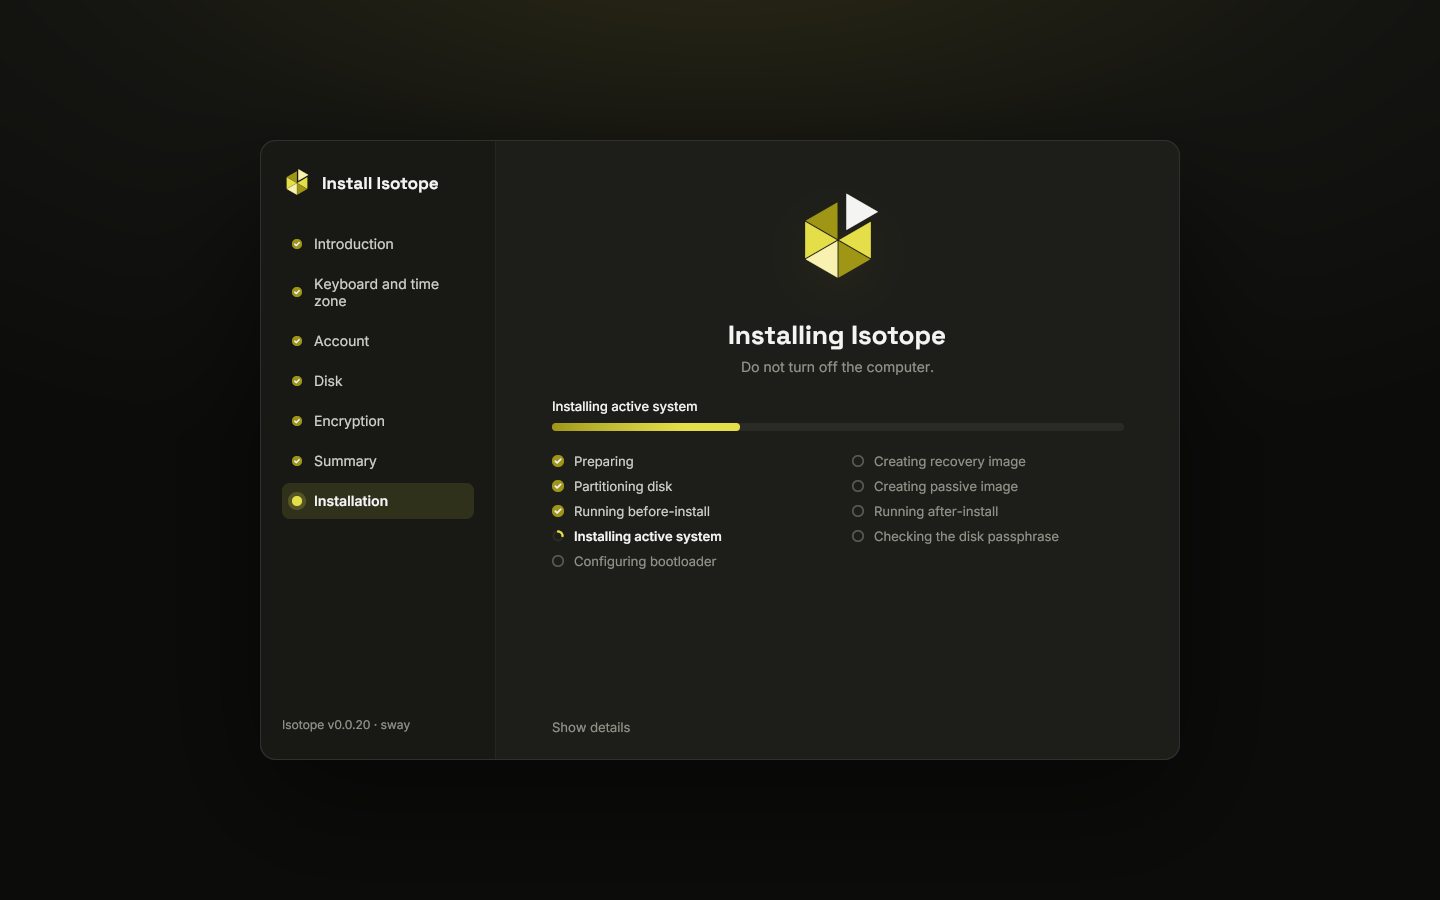 Install Isotope
Introduction
Keyboard and time
zone
Account
Disk
Encryption
Summary
Installation
Isotope v0.0.20 · sway
Installing Isotope
Do not turn off the computer.
Installing active system
Preparing
Partitioning disk
Running before-install
Installing active system
Configuring bootloader
Creating recovery image
Creating passive image
Running after-install
Checking the disk passphrase
Show details